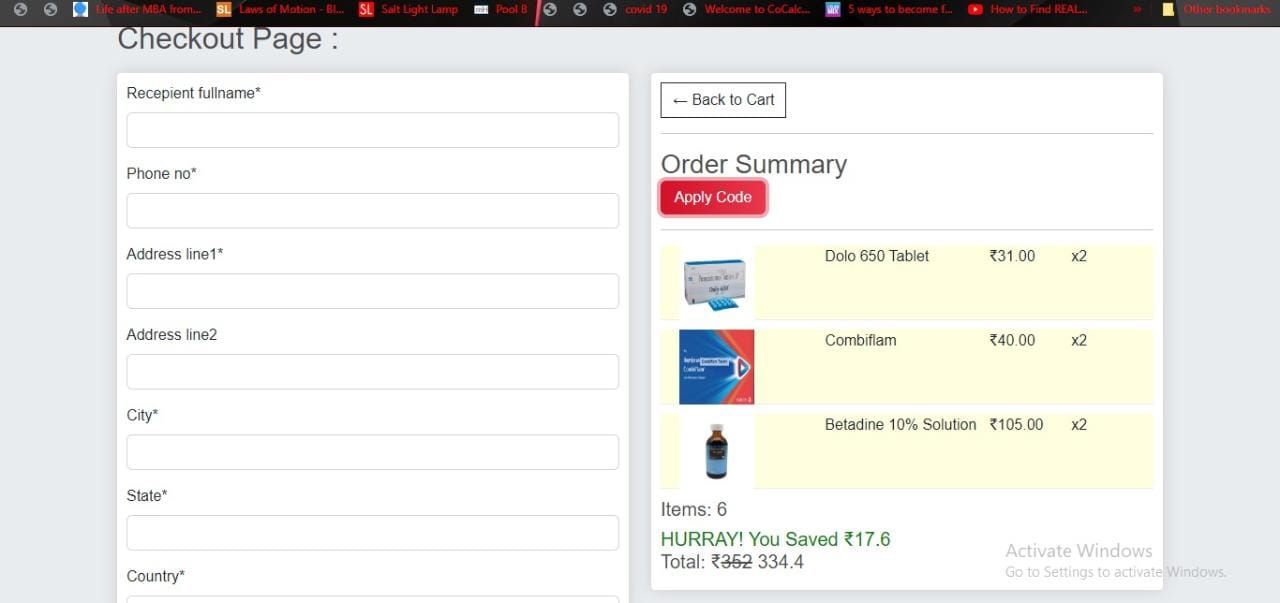 Life after MBA from... SL Laws of Motion - Bl... SL Salt Light Lamp mH Pool B covid 19 Welcome to CoCalc... 5 ways to become f... How to Find REAL... » Other bookmarks
Checkout Page :
Recepient fullname*
Phone no*
Address line1*
Address line2
City*
State*
Country*
← Back to Cart
Order Summary
Apply Code
Dolo 650 Tablet ₹31.00 x2
Combiflam ₹40.00 x2
Betadine 10% Solution ₹105.00 x2
Items: 6
HURRAY! You Saved ₹17.6
Total: ₹352 334.4
Activate Windows
Go to Settings to activate Windows.